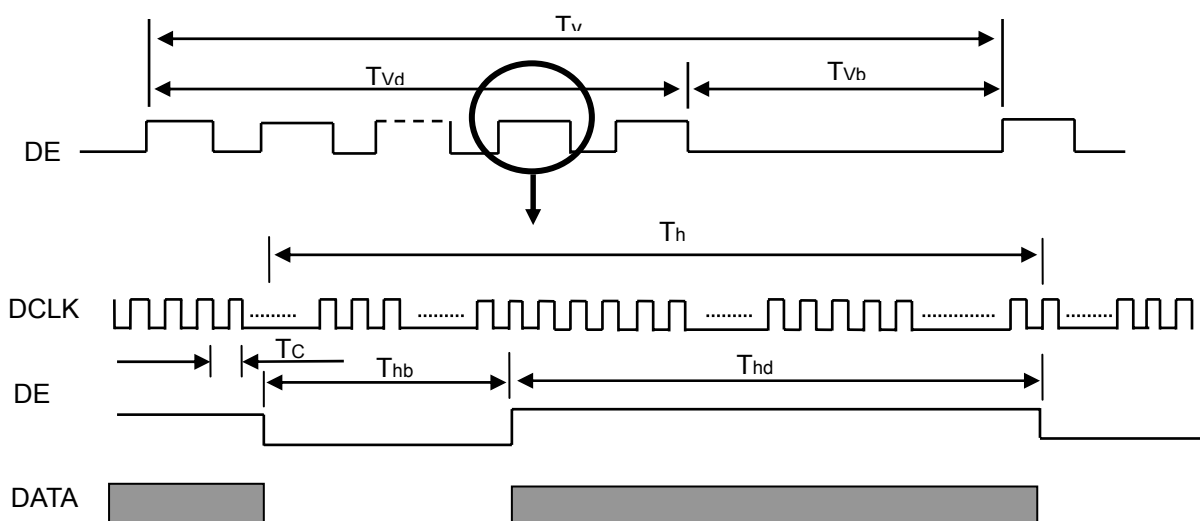 Tv
TVd
TVb
DE
Th
DCLK
TC
Thb
Thd
DE
DATA